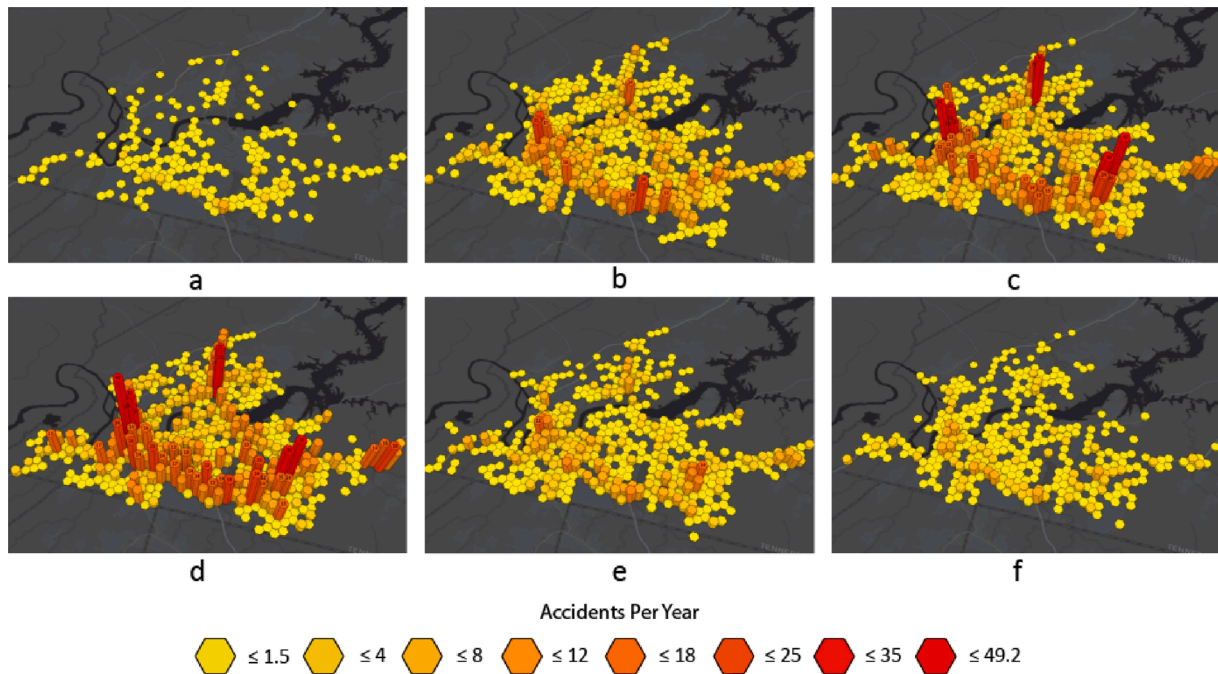 a
b
c
d
e
f
Accidents Per Year
≤ 1.5 ≤ 4 ≤ 8 ≤ 12 ≤ 18 ≤ 25 ≤ 35 ≤ 49.2